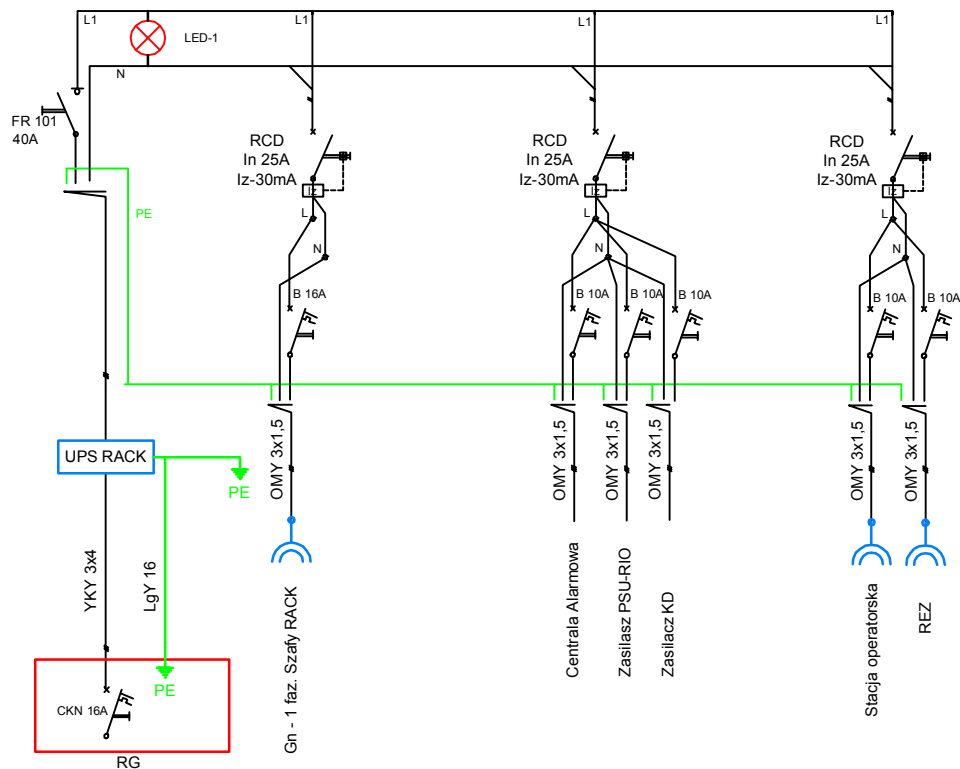 L1
L1
L1
L1
LED-1
N
FR 101
40A
RCD
In 25A
Iz-30mA
Iz
RCD
In 25A
Iz-30mA
Iz
RCD
In 25A
Iz-30mA
Iz
PE
L
N
L
N
L
N
B 16A
B 10A
B 10A
B 10A
B 10A
B 10A
UPS RACK
PE
OMY 3x1,5
OMY 3x1,5
OMY 3x1,5
OMY 3x1,5
OMY 3x1,5
OMY 3x1,5
YKY 3x4
LgY 16
Gn - 1 faz. Szafy RACK
Centrala Alarmowa
Zasilasz PSU-RIO
Zasilacz KD
Stacja operatorska
REZ
PE
CKN 16A
RG